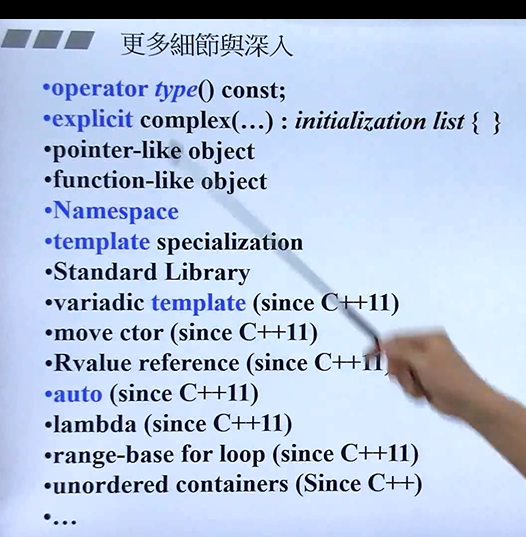 更多細節與深入
•operator type() const;
•explicit complex(…) : initialization list { }
•pointer-like object
•function-like object
•Namespace
•template specialization
•Standard Library
•variadic template (since C++11)
•move ctor (since C++11)
•Rvalue reference (since C++11)
•auto (since C++11)
•lambda (since C++11)
•range-base for loop (since C++11)
•unordered containers (Since C++)
•…